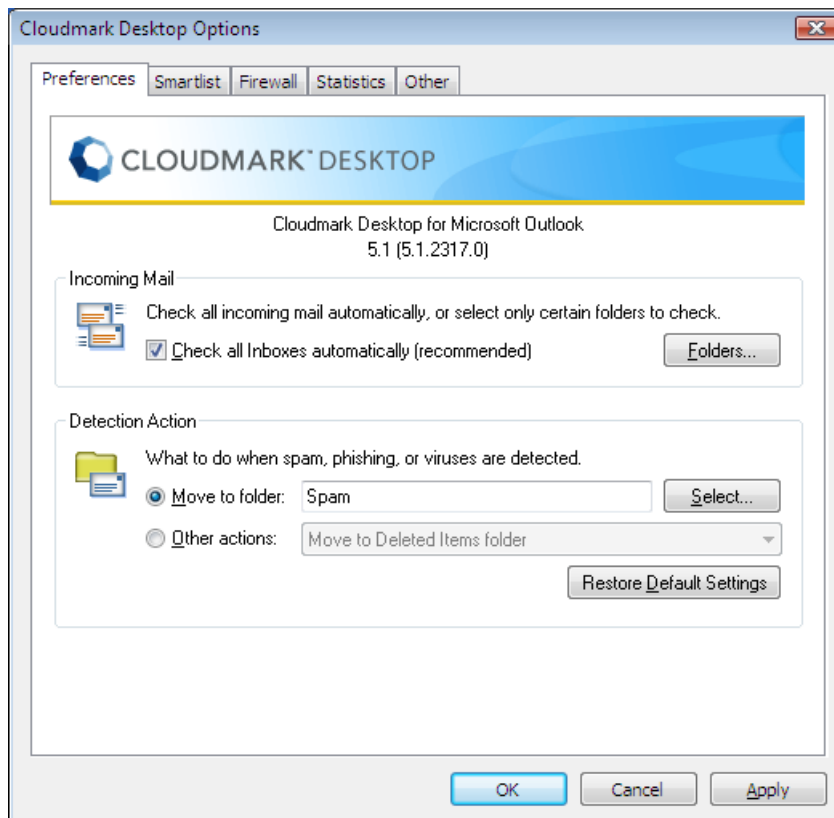 Cloudmark Desktop Options
Preferences Smartlist Firewall Statistics Other
CLOUDMARK™ DESKTOP
Cloudmark Desktop for Microsoft Outlook
5.1 (5.1.2317.0)
Incoming Mail
Check all incoming mail automatically, or select only certain folders to check.
Check all Inboxes automatically (recommended) Folders...
Detection Action
What to do when spam, phishing, or viruses are detected.
Move to folder: Spam Select...
Other actions: Move to Deleted Items folder
Restore Default Settings
OK Cancel Apply